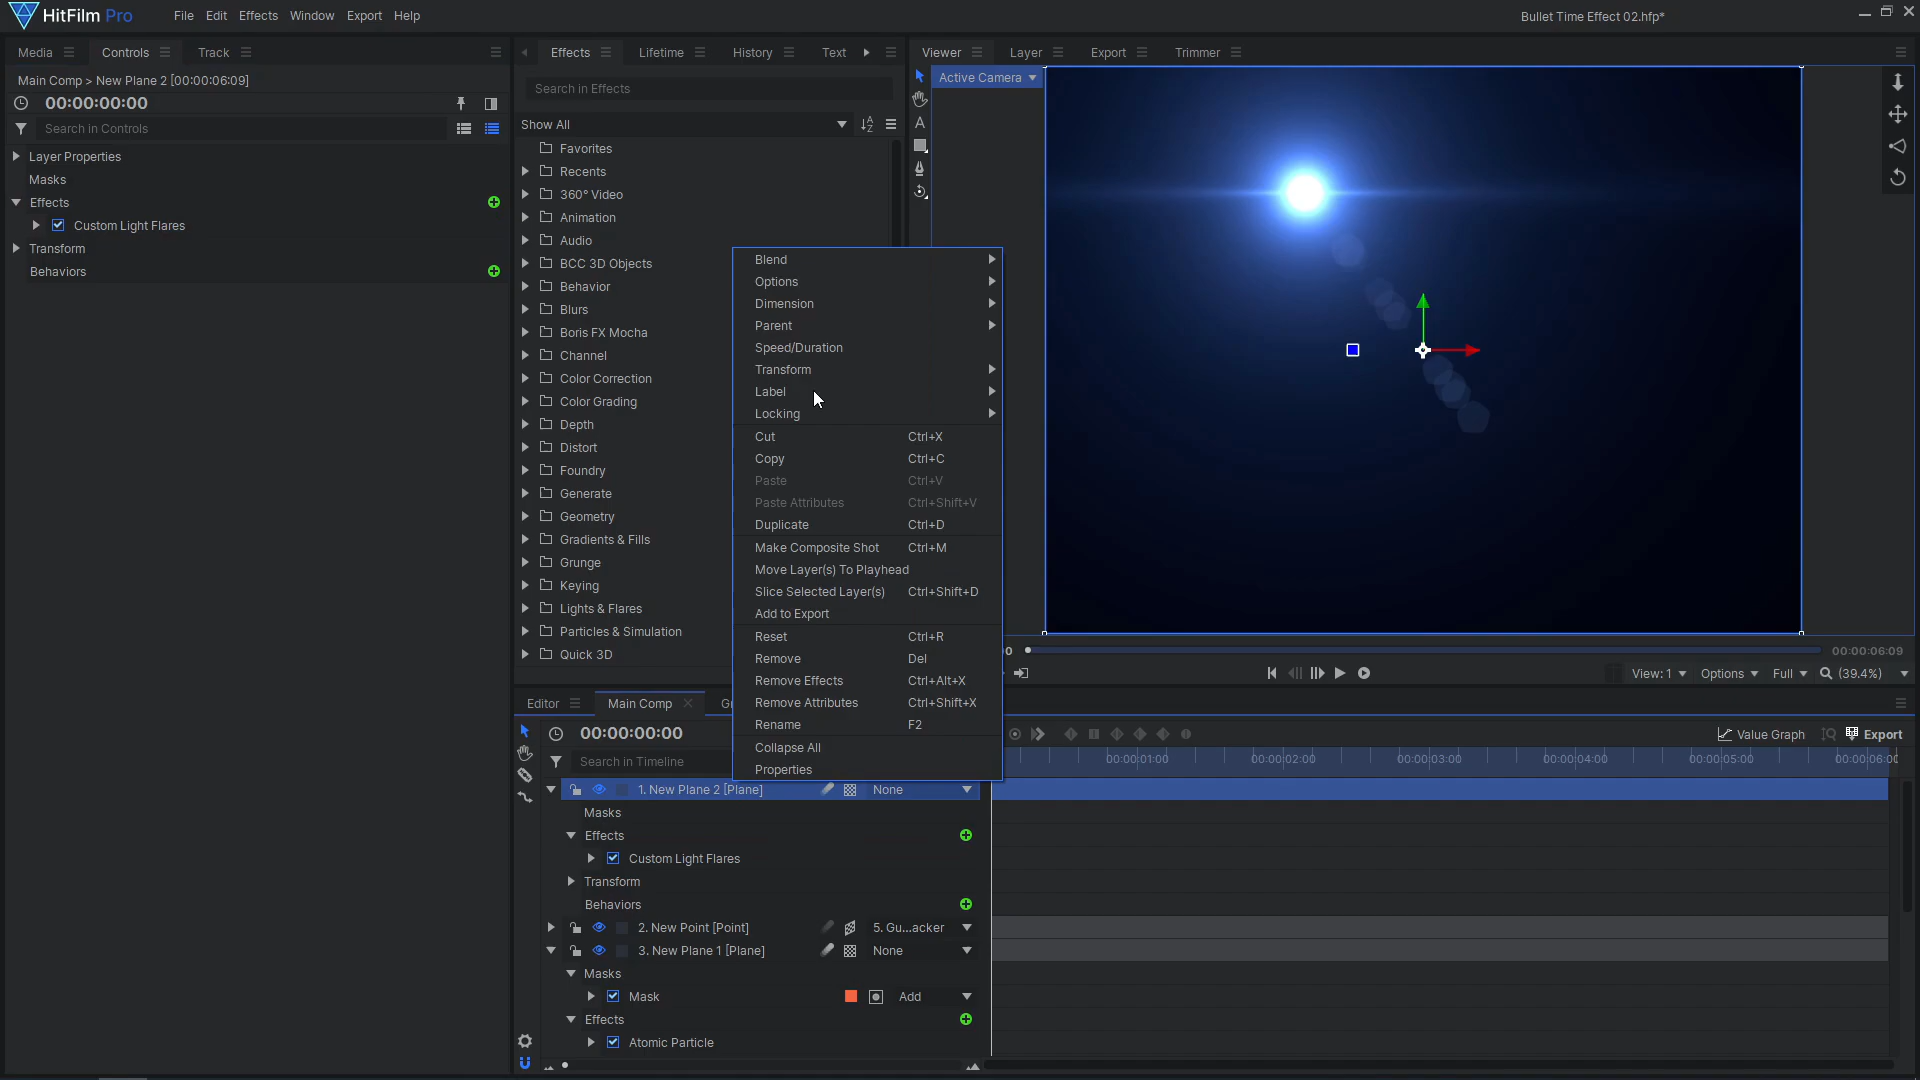 HitFilm Pro
File Edit Effects Window Export Help
Bullet Time Effect 02.hfp*
Media Controls Track
Main Comp > New Plane 2 [00:00:06:09]
00:00:00:00
Search in Controls
Layer Properties
Masks
Effects
Custom Light Flares
Transform
Behaviors
Effects Lifetime History Text
Search in Effects
Show All
Favorites
Recents
360° Video
Animation
Audio
BCC 3D Objects
Behavior
Blurs
Boris FX Mocha
Channel
Color Correction
Color Grading
Depth
Distort
Foundry
Generate
Geometry
Gradients & Fills
Grunge
Keying
Lights & Flares
Particles & Simulation
Quick 3D
Blend
Options
Dimension
Parent
Speed/Duration
Transform
Label
Locking
Cut Ctrl+X
Copy Ctrl+C
Paste Ctrl+V
Paste Attributes Ctrl+Shift+V
Duplicate Ctrl+D
Make Composite Shot Ctrl+M
Move Layer(s) To Playhead
Slice Selected Layer(s) Ctrl+Shift+D
Add to Export
Reset Ctrl+R
Remove Del
Remove Effects Ctrl+Alt+X
Remove Attributes Ctrl+Shift+X
Rename F2
Collapse All
Properties
Viewer Layer Export Trimmer
Active Camera
00:00:06:09
View: 1 Options Full (39.4%)
Editor Main Comp
00:00:00:00
Value Graph Export
Search in Timeline
00:00:01:00 00:00:02:00 00:00:03:00 00:00:04:00 00:00:05:00
1. New Plane 2 [Plane] None
Masks
Effects
Custom Light Flares
Transform
Behaviors
2. New Point [Point] 5. Gu...acker
3. New Plane 1 [Plane] None
Masks
Mask Add
Effects
Atomic Particle